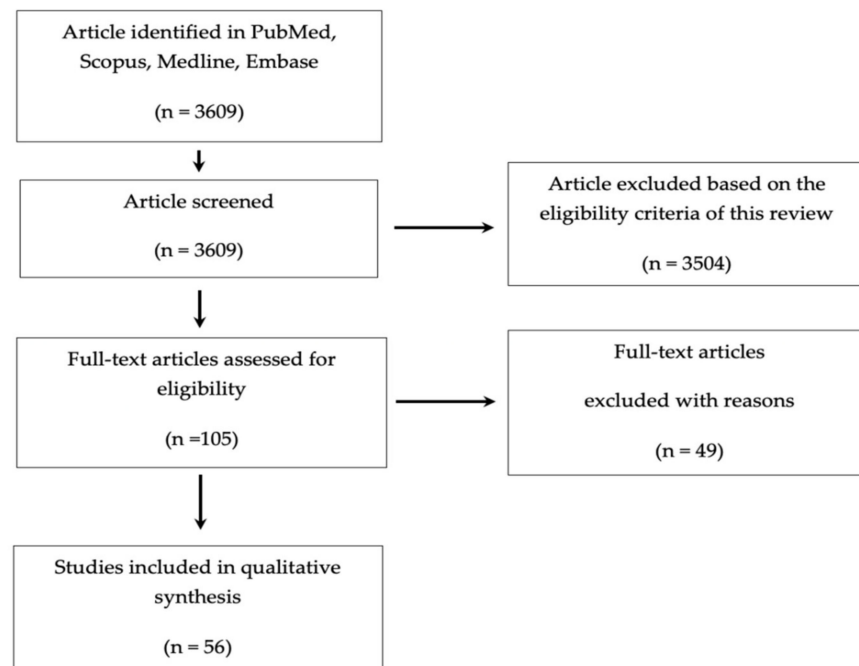 Article identified in PubMed,
Scopus, Medline, Embase
(n = 3609)
Article screened
(n = 3609)
Article excluded based on the
eligibility criteria of this review
(n = 3504)
Full-text articles assessed for
eligibility
(n =105)
Full-text articles
excluded with reasons
(n = 49)
Studies included in qualitative
synthesis
(n = 56)